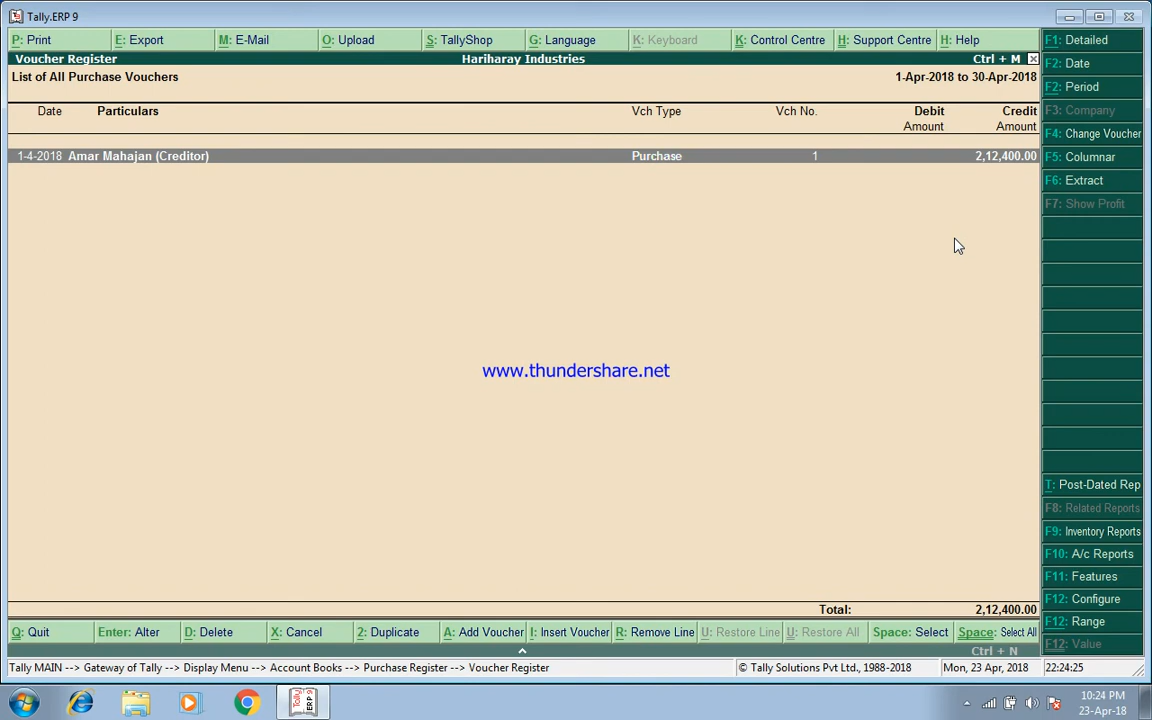 Tally.ERP 9
P: Print E: Export M: E-Mail O: Upload S: TallyShop G: Language K: Keyboard K: Control Centre H: Support Centre H: Help
Voucher Register Hariharay Industries Ctrl + M
List of All Purchase Vouchers 1-Apr-2018 to 30-Apr-2018
Date Particulars Vch Type Vch No. Debit Credit
Amount Amount
1-4-2018 Amar Mahajan (Creditor) Purchase 1 2,12,400.00
www.thundershare.net
Total: 2,12,400.00
Q: Quit Enter: Alter D: Delete X: Cancel 2: Duplicate A: Add Voucher I: Insert Voucher R: Remove Line U: Restore Line U: Restore All Space: Select Space: Select All
Ctrl + N
Tally MAIN --> Gateway of Tally --> Display Menu --> Account Books --> Purchase Register --> Voucher Register © Tally Solutions Pvt Ltd., 1988-2018 Mon, 23 Apr, 2018 22:24:25
F1: Detailed
F2: Date
F2: Period
F3: Company
F4: Change Voucher
F5: Columnar
F6: Extract
F7: Show Profit
T: Post-Dated Rep
F8: Related Reports
F9: Inventory Reports
F10: A/c Reports
F11: Features
F12: Configure
F12: Range
F12: Value
10:24 PM
23-Apr-18